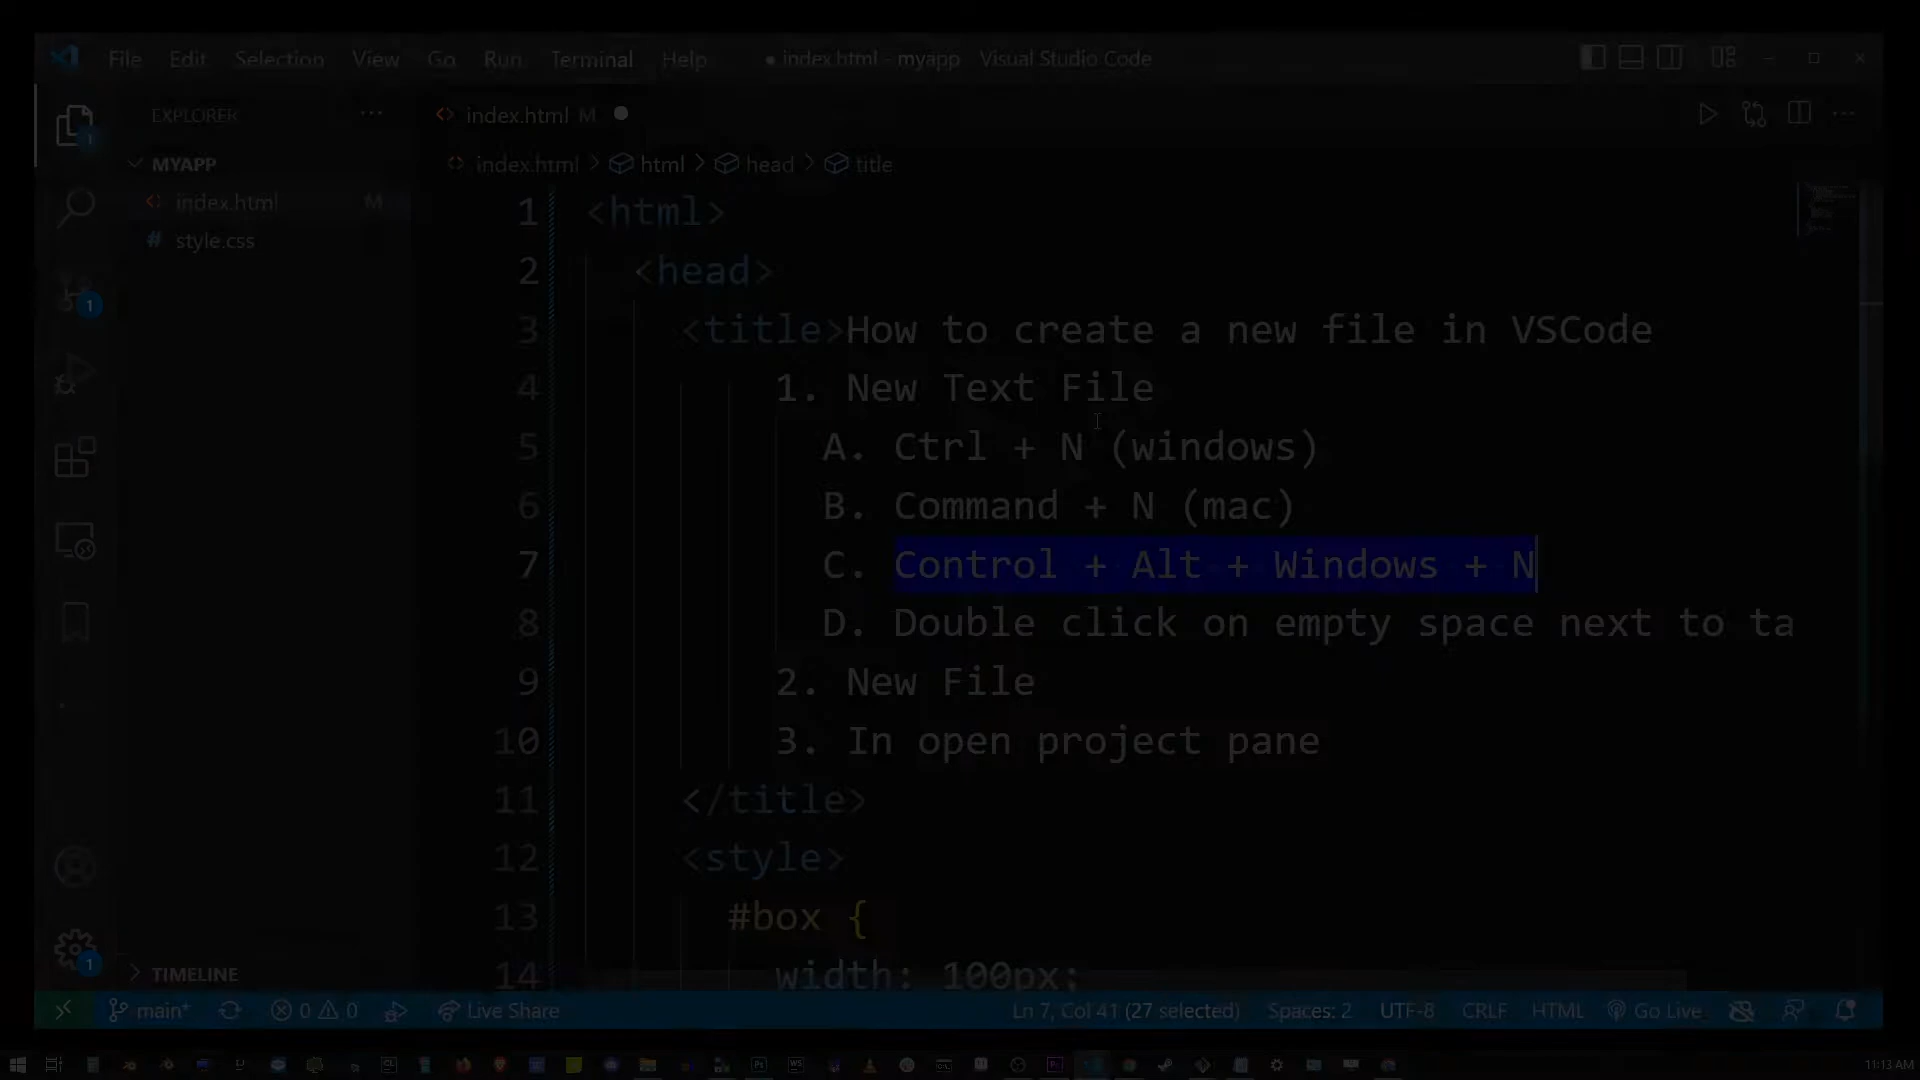 File Edit Selection View Go Run Terminal Help ● index.html - myapp Visual Studio Code
EXPLORER ...
index.html M
MYAPP
index.html > html > head > title
index.html M
style.css
1 <html>
2 <head>
3 <title>How to create a new file in VSCode
4 1. New Text File
5 A. Ctrl + N (windows)
6 B. Command + N (mac)
7 C. Control + Alt + Windows + N
8 D. Double click on empty space next to ta
9 2. New File
10 3. In open project pane
11 </title>
12 <style>
13 #box {
14 width: 100px;
TIMELINE
main* 0 0 Live Share Ln 7, Col 41 (27 selected) Spaces: 2 UTF-8 CRLF HTML Go Live
11:13 AM